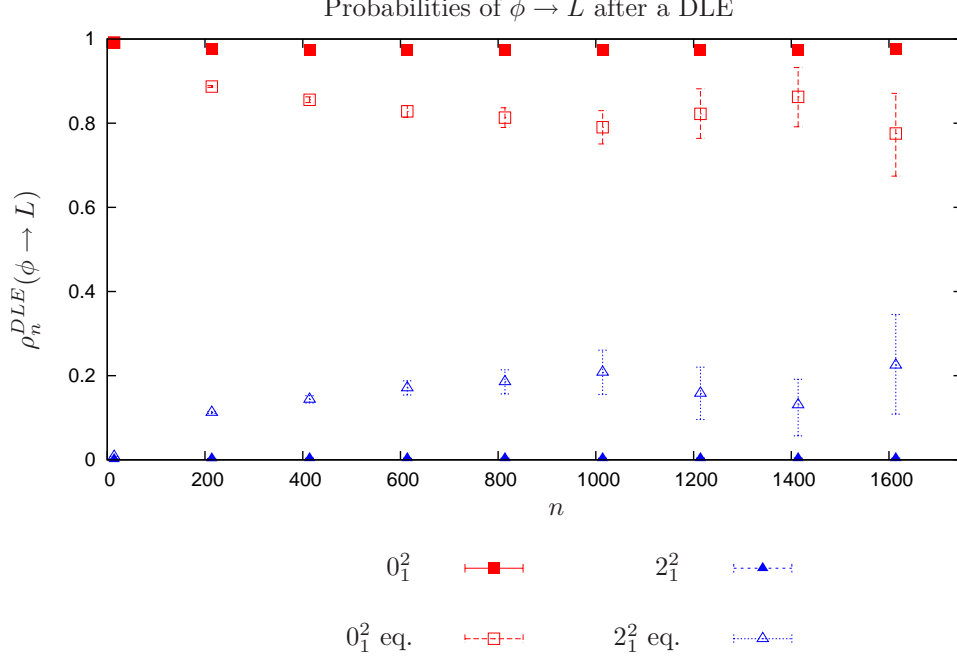 Probabilities of ϕ → L after a DLE
1
0.8
0.6
0.4
0.2
0
ρ_n^{DLE}(ϕ → L)
0 200 400 600 800 1000 1200 1400 1600
n
0_1^2 2_1^2
0_1^2 eq. 2_1^2 eq.